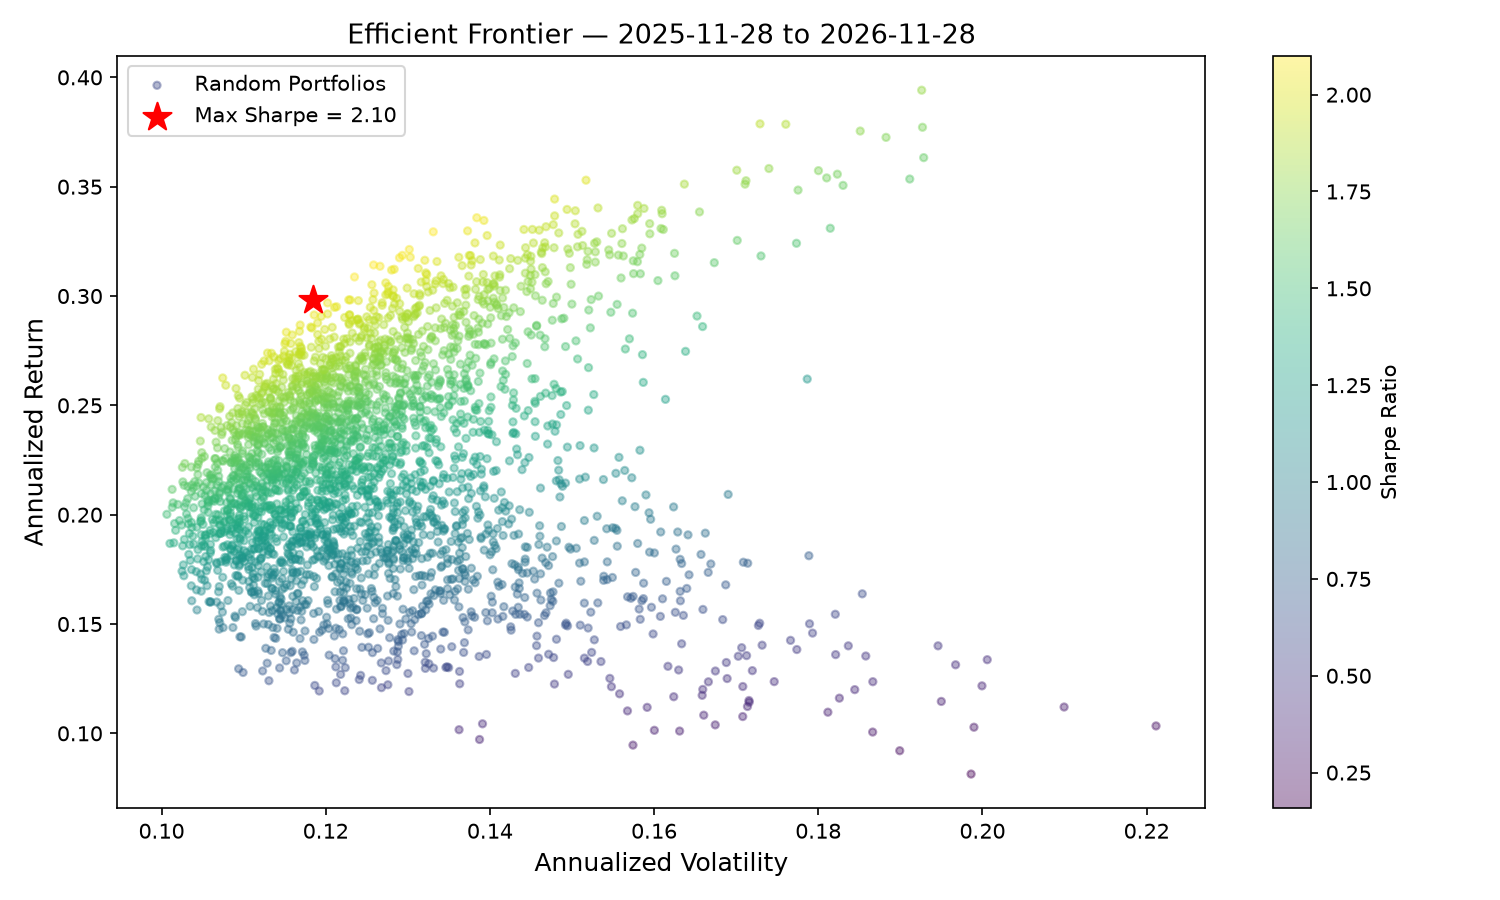 Efficient Frontier — 2025-11-28 to 2026-11-28
Random Portfolios
Max Sharpe = 2.10
Annualized Return
0.40
0.35
0.30
0.25
0.20
0.15
0.10
0.10 0.12 0.14 0.16 0.18 0.20 0.22
Annualized Volatility
2.00
1.75
1.50
1.25
1.00
0.75
0.50
0.25
Sharpe Ratio